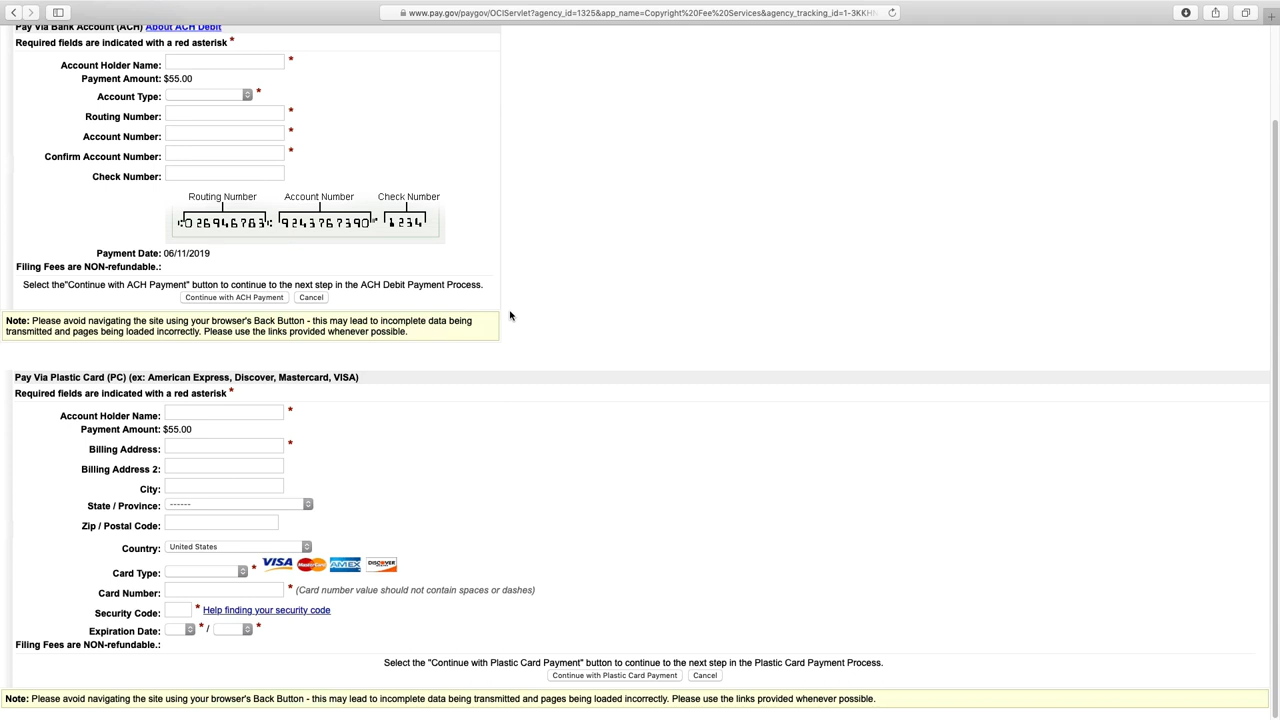 www.pay.gov/paygov/OCIServlet?agency_id=1325&app_name=Copyright%20Fee%20Services&agency_tracking_id=1-3KKHN
Pay Via Bank Account (ACH) About ACH Debit
Required fields are indicated with a red asterisk *
Account Holder Name: *
Payment Amount: $55.00
Account Type: *
Routing Number: *
Account Number: *
Confirm Account Number: *
Check Number:
Routing Number Account Number Check Number
026946783 9243767390 1234
Payment Date: 06/11/2019
Filing Fees are NON-refundable.:
Select the"Continue with ACH Payment" button to continue to the next step in the ACH Debit Payment Process.
Continue with ACH Payment Cancel
Note: Please avoid navigating the site using your browser's Back Button - this may lead to incomplete data being
transmitted and pages being loaded incorrectly. Please use the links provided whenever possible.
Pay Via Plastic Card (PC) (ex: American Express, Discover, Mastercard, VISA)
Required fields are indicated with a red asterisk *
Account Holder Name: *
Payment Amount: $55.00
Billing Address: *
Billing Address 2:
City:
State / Province: ------
Zip / Postal Code:
Country: United States
Card Type: * VISA MasterCard AMEX DISCOVER
Card Number: * (Card number value should not contain spaces or dashes)
Security Code: * Help finding your security code
Expiration Date: * / *
Filing Fees are NON-refundable.:
Select the "Continue with Plastic Card Payment" button to continue to the next step in the Plastic Card Payment Process.
Continue with Plastic Card Payment Cancel
Note: Please avoid navigating the site using your browser's Back Button - this may lead to incomplete data being transmitted and pages being loaded incorrectly. Please use the links provided whenever possible.